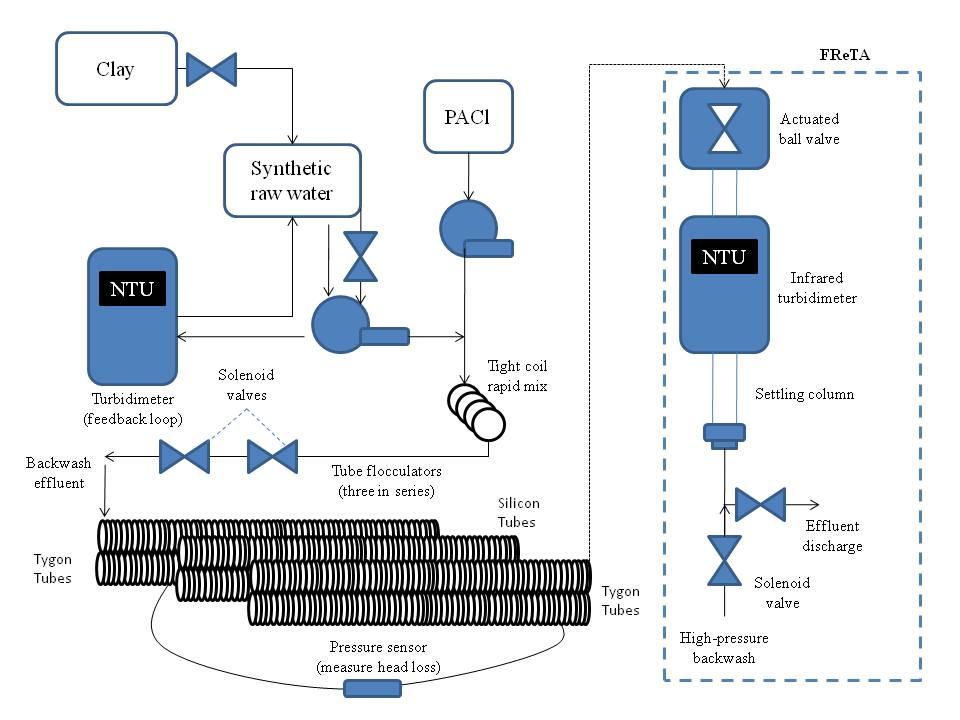 FReTA
Clay
PACl
Actuated
ball valve
Synthetic
raw water
NTU
NTU
Infrared
turbidimeter
Tight coil
rapid mix
Solenoid
valves
Turbidimeter
(feedback loop)
Settling column
Backwash
effluent
Tube flocculators
(three in series)
Silicon
Tubes
Effluent
discharge
Tygon
Tubes
Tygon
Tubes
Solenoid
valve
Pressure sensor
(measure head loss)
High-pressure
backwash